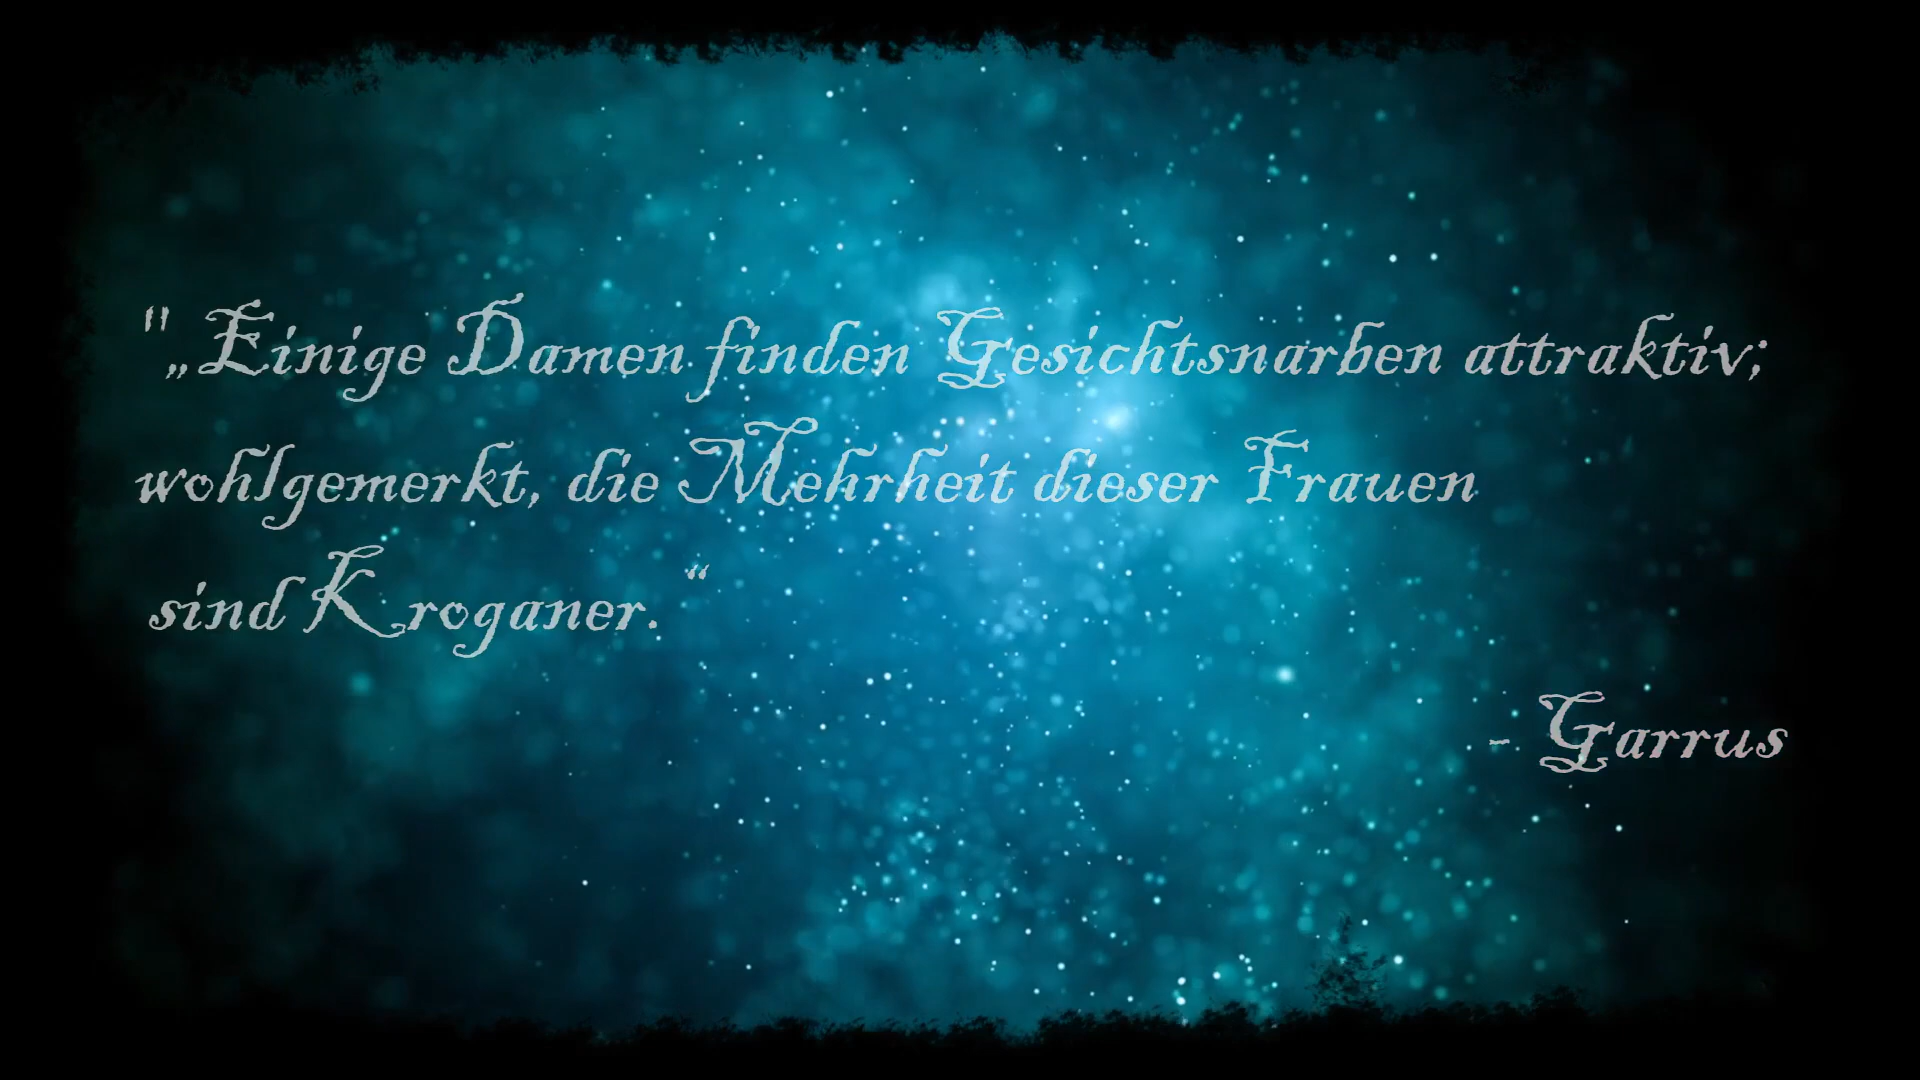 "„Einige Damen finden Gesichtsnarben attraktiv;
wohlgemerkt, die Mehrheit dieser Frauen
sind Kroganer. “
- Garrus